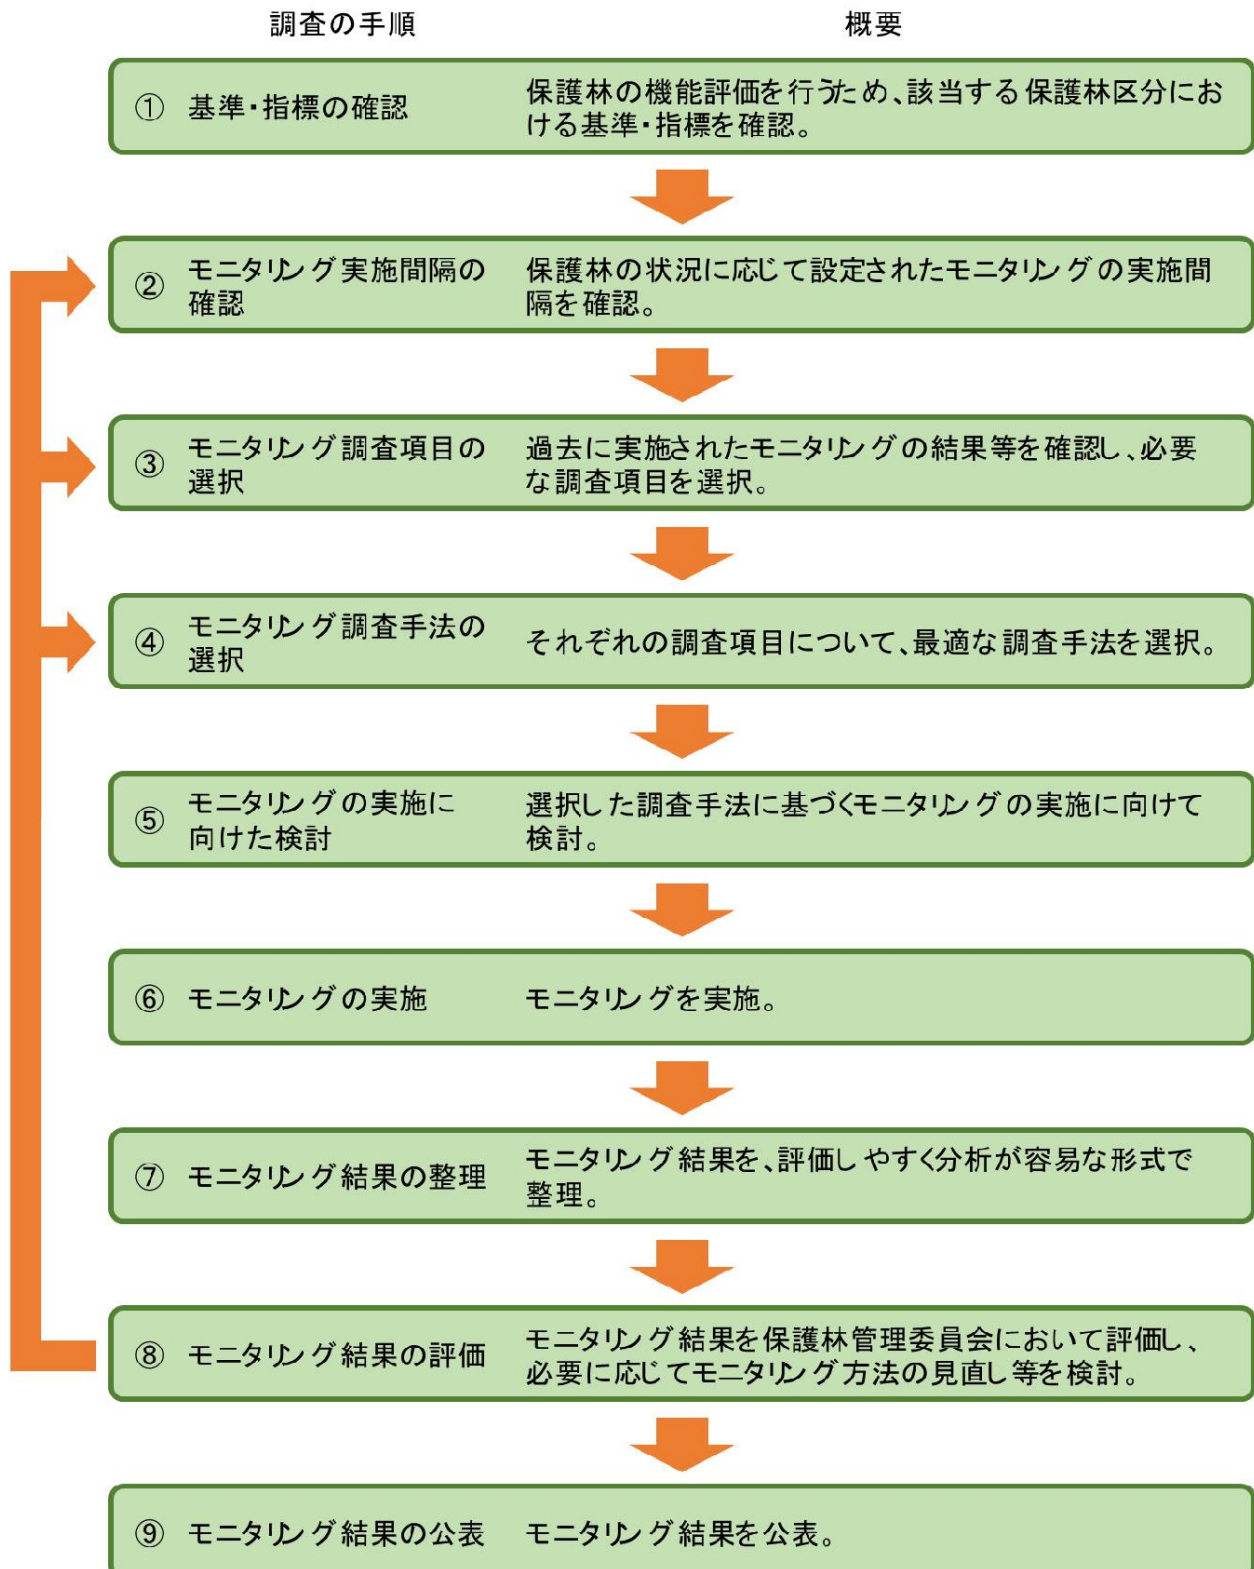 調査の手順 概要
① 基準・指標の確認
保護林の機能評価を行うため、該当する保護林区分にお
ける基準・指標を確認。
② モニタリング実施間隔の
確認
保護林の状況に応じて設定されたモニタリングの実施間
隔を確認。
③ モニタリング調査項目の
選択
過去に実施されたモニタリングの結果等を確認し、必要
な調査項目を選択。
④ モニタリング調査手法の
選択
それぞれの調査項目について、最適な調査手法を選択。
⑤ モニタリングの実施に
向けた検討
選択した調査手法に基づくモニタリングの実施に向けて
検討。
⑥ モニタリングの実施
モニタリングを実施。
⑦ モニタリング結果の整理
モニタリング結果を、評価しやすく分析が容易な形式で
整理。
⑧ モニタリング結果の評価
モニタリング結果を保護林管理委員会において評価し、
必要に応じてモニタリング方法の見直し等を検討。
⑨ モニタリング結果の公表
モニタリング結果を公表。